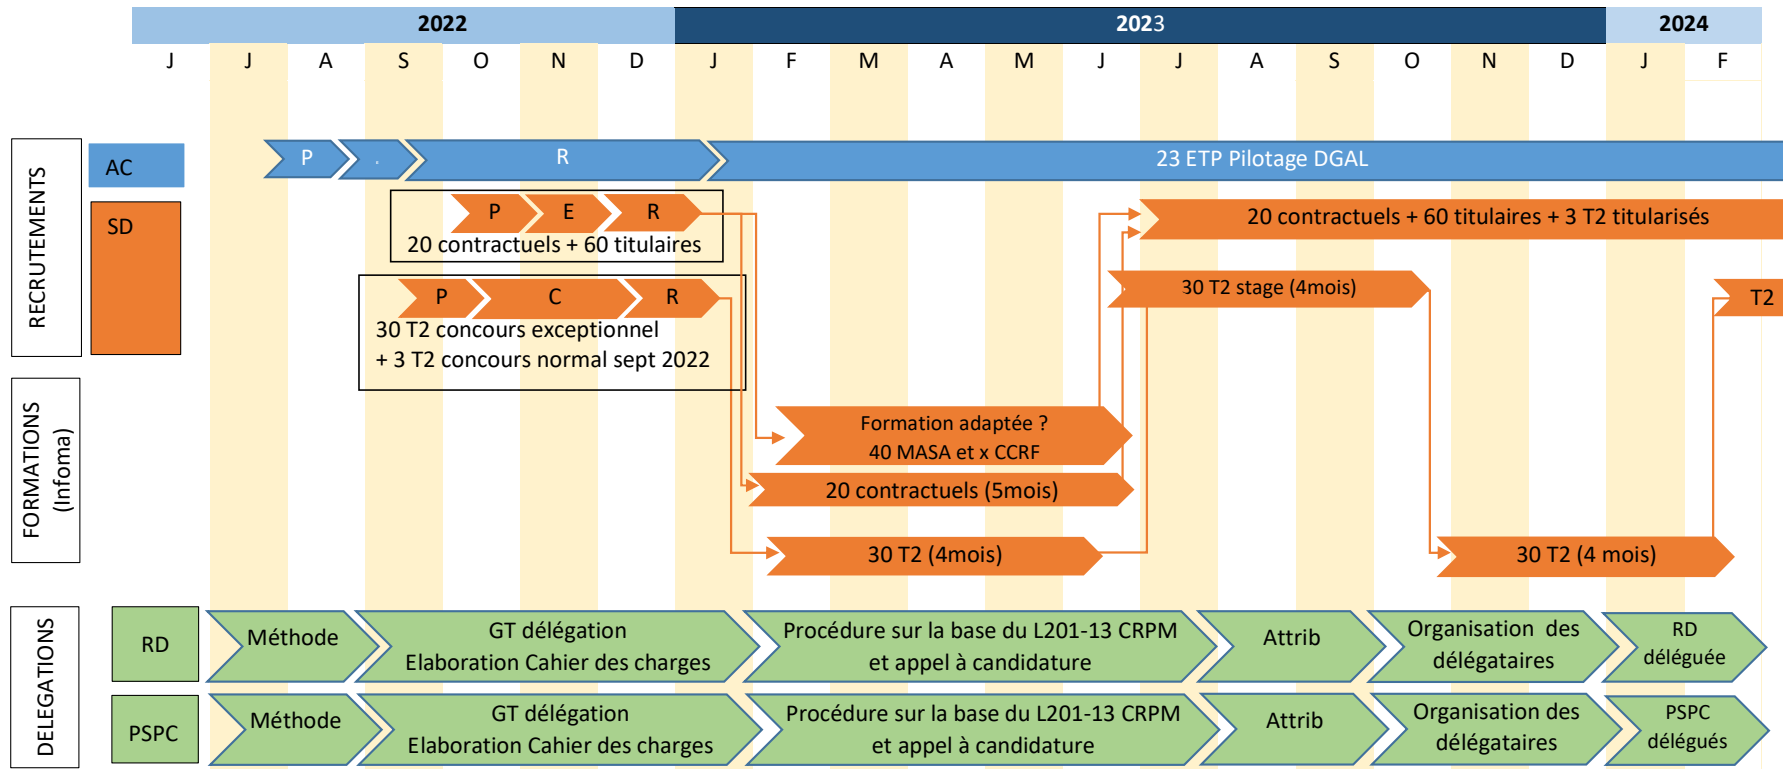 2022 2023 2024
J J A S O N D J F M A M J J A S O N D J F
RECRUTEMENTS
AC
P . R 23 ETP Pilotage DGAL
SD
P E R
20 contractuels + 60 titulaires
20 contractuels + 60 titulaires + 3 T2 titularisés
P C R
30 T2 concours exceptionnel
+ 3 T2 concours normal sept 2022
30 T2 stage (4mois)
T2
FORMATIONS
(Infoma)
Formation adaptée ?
40 MASA et x CCRF
20 contractuels (5mois)
30 T2 (4mois)
30 T2 (4 mois)
DELEGATIONS
RD
Méthode
GT délégation
Elaboration Cahier des charges
Procédure sur la base du L201-13 CRPM
et appel à candidature
Attrib
Organisation des
délégataires
RD
déléguée
PSPC
Méthode
GT délégation
Elaboration Cahier des charges
Procédure sur la base du L201-13 CRPM
et appel à candidature
Attrib
Organisation des
délégataires
PSPC
délégués